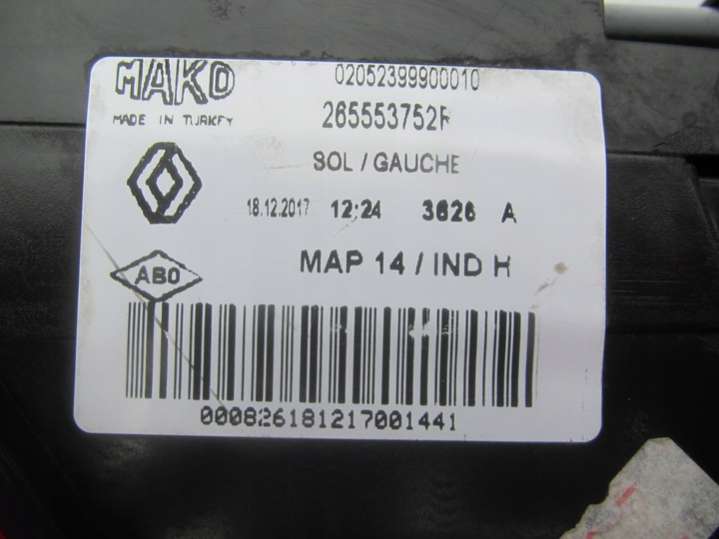 MAKO
02052399900010
MADE IN TURKEY
265553752R
SOL / GAUCHE
18.12.2017 12:24 3626 A
ABO
MAP 14 / IND H
000826181217001441